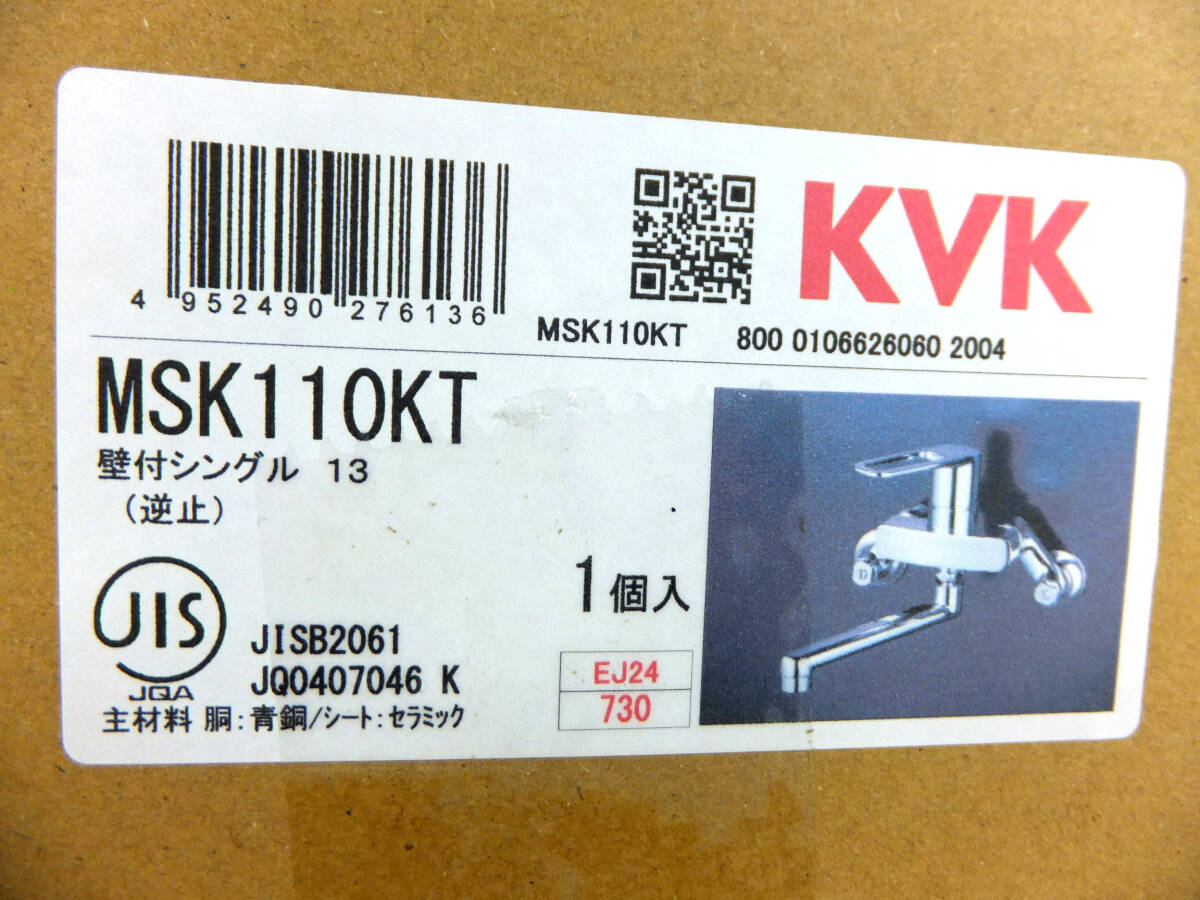 KVK
4 952490 276136
MSK110KT 800 0106626060 2004
MSK110KT
壁付シングル 13
(逆止)
1個入
JIS
JQA
JISB2061
JQ0407046 K
EJ24
730
主材料 胴:青銅/シート:セラミック